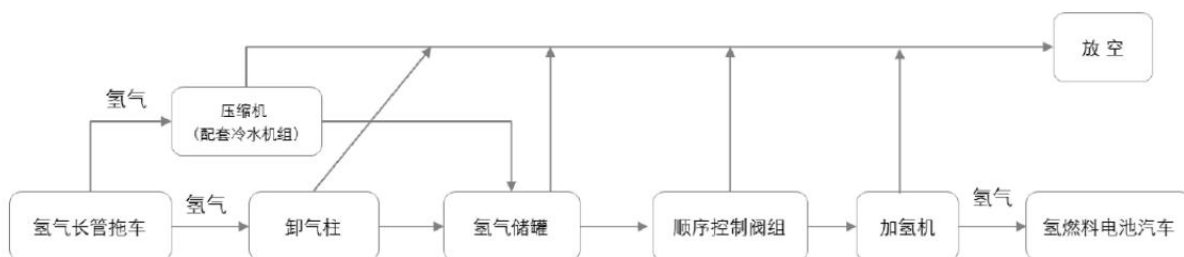 放 空
氢气
压缩机
（配套冷水机组）
氢气长管拖车
氢气
卸气柱
氢气储罐
顺序控制阀组
加氢机
氢气
氢燃料电池汽车